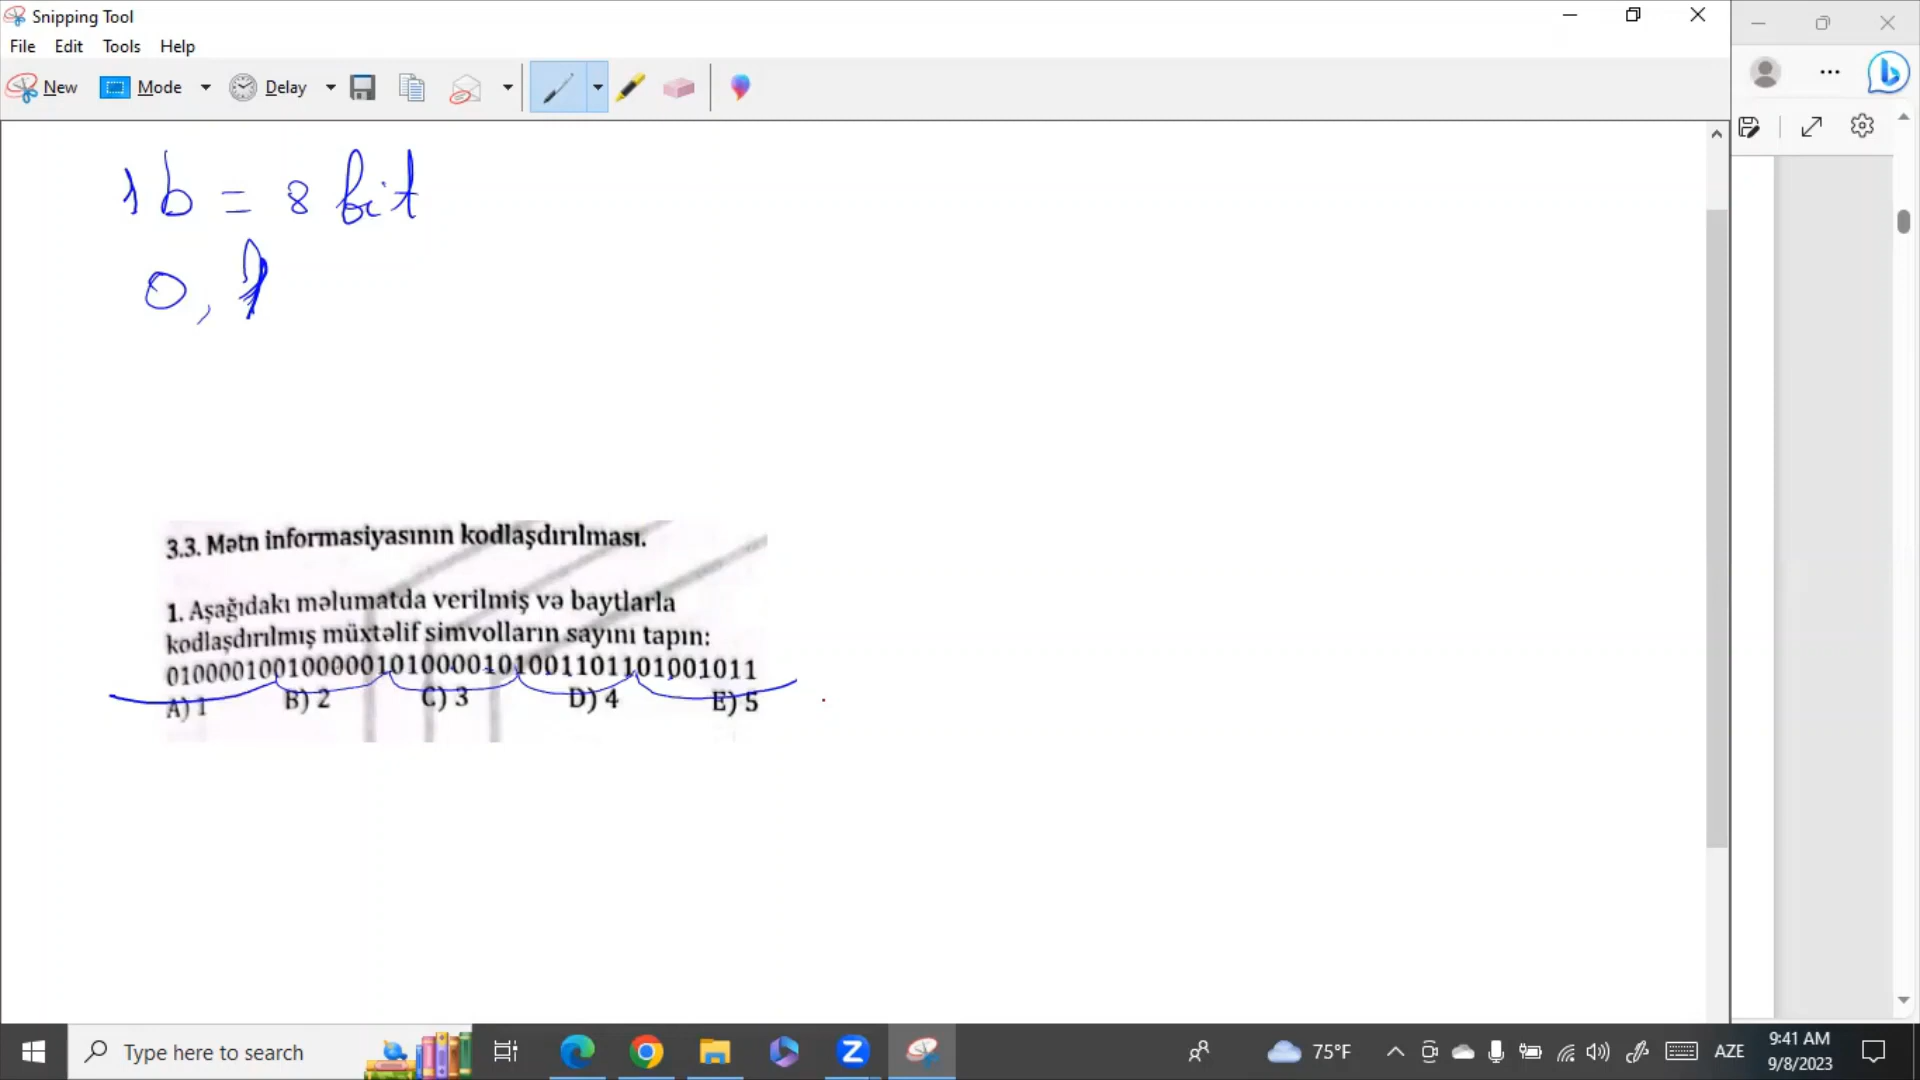 Snipping Tool
File Edit Tools Help
New Mode Delay
1 b = 8 bit
0, 1
3.3. Mətn informasiyasının kodlaşdırılması.
1. Aşağıdakı məlumatda verilmiş və baytlarla
kodlaşdırılmış müxtəlif simvolların sayını tapın:
0100001001000001010000101001101101001011
A) 1 B) 2 C) 3 D) 4 E) 5
Type here to search
75°F
AZE
9:41 AM
9/8/2023